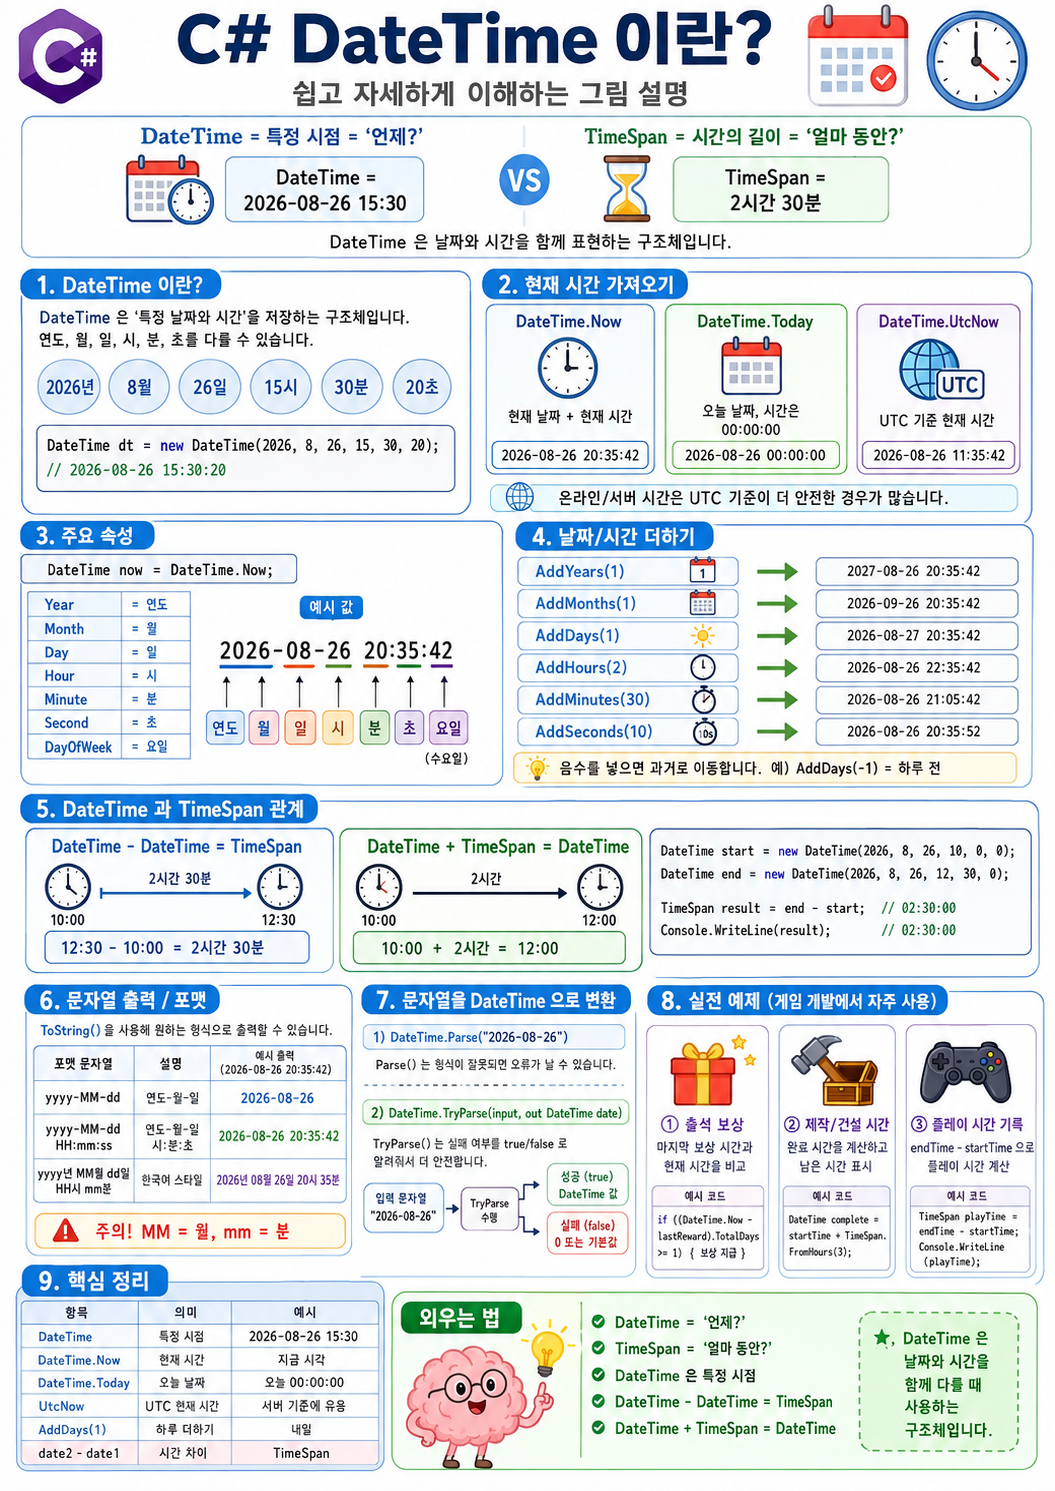 C#
C# DateTime 이란?
쉽고 자세하게 이해하는 그림 설명
DateTime = 특정 시점 = ‘언제?’
DateTime =
2026-08-26 15:30
VS
TimeSpan = 시간의 길이 = ‘얼마 동안?’
TimeSpan =
2시간 30분
DateTime 은 날짜와 시간을 함께 표현하는 구조체입니다.
1. DateTime 이란?
DateTime 은 ‘특정 날짜와 시간’을 저장하는 구조체입니다.
연도, 월, 일, 시, 분, 초를 다룰 수 있습니다.
2026년 8월 26일 15시 30분 20초
DateTime dt = new DateTime(2026, 8, 26, 15, 30, 20);
// 2026-08-26 15:30:20
2. 현재 시간 가져오기
DateTime.Now
현재 날짜 + 현재 시간
2026-08-26 20:35:42
DateTime.Today
오늘 날짜, 시간은
00:00:00
2026-08-26 00:00:00
DateTime.UtcNow
UTC
UTC 기준 현재 시간
2026-08-26 11:35:42
온라인/서버 시간은 UTC 기준이 더 안전한 경우가 많습니다.
3. 주요 속성
DateTime now = DateTime.Now;
Year = 연도
Month = 월
Day = 일
Hour = 시
Minute = 분
Second = 초
DayOfWeek = 요일
예시 값
2026-08-26 20:35:42
연도 월 일 시 분 초 요일
(수요일)
4. 날짜/시간 더하기
AddYears(1) 1 2027-08-26 20:35:42
AddMonths(1) 2026-09-26 20:35:42
AddDays(1) 2026-08-27 20:35:42
AddHours(2) 2026-08-26 22:35:42
AddMinutes(30) 2026-08-26 21:05:42
AddSeconds(10) 10s 2026-08-26 20:35:52
음수를 넣으면 과거로 이동합니다. 예) AddDays(-1) = 하루 전
5. DateTime 과 TimeSpan 관계
DateTime - DateTime = TimeSpan
2시간 30분
10:00 12:30
12:30 - 10:00 = 2시간 30분
DateTime + TimeSpan = DateTime
2시간
10:00 12:00
10:00 + 2시간 = 12:00
DateTime start = new DateTime(2026, 8, 26, 10, 0, 0);
DateTime end = new DateTime(2026, 8, 26, 12, 30, 0);
TimeSpan result = end - start; // 02:30:00
Console.WriteLine(result); // 02:30:00
6. 문자열 출력 / 포맷
ToString() 을 사용해 원하는 형식으로 출력할 수 있습니다.
포맷 문자열 설명 예시 출력
(2026-08-26 20:35:42)
yyyy-MM-dd 연도-월-일 2026-08-26
yyyy-MM-dd
HH:mm:ss 연도-월-일
시:분:초 2026-08-26 20:35:42
yyyy년 MM월 dd일
HH시 mm분 한국어 스타일 2026년 08월 26일 20시 35분
주의! MM = 월, mm = 분
7. 문자열을 DateTime 으로 변환
1) DateTime.Parse("2026-08-26")
Parse() 는 형식이 잘못되면 오류가 날 수 있습니다.
2) DateTime.TryParse(input, out DateTime date)
TryParse() 는 실패 여부를 true/false 로
알려줘서 더 안전합니다.
입력 문자열
"2026-08-26"
TryParse
성공 (true)
DateTime 값
실패 (false)
0 또는 기본값
8. 실전 예제 (게임 개발에서 자주 사용)
① 출석 보상
마지막 보상 시간과
현재 시간을 비교
예시 코드
if ((DateTime.Now -
lastReward).TotalDays
>= 1) { 보상 지급 }
② 제작/건설 시간
완료 시간을 계산하고
남은 시간 표시
예시 코드
DateTime complete =
startTime + TimeSpan.
FromHours(3);
③ 플레이 시간 기록
endTime - startTime 으로
플레이 시간 계산
예시 코드
TimeSpan playTime =
endTime - startTime;
Console.WriteLine
(playTime);
9. 핵심 정리
항목 의미 예시
DateTime 특정 시점 2026-08-26 15:30
DateTime.Now 현재 시간 지금 시각
DateTime.Today 오늘 날짜 오늘 00:00:00
UtcNow UTC 현재 시간 서버 기준에 유용
AddDays(1) 하루 더하기 내일
date2 - date1 시간 차이 TimeSpan
외우는 법
DateTime = ‘언제?’
TimeSpan = ‘얼마 동안?’
DateTime 은 특정 시점
DateTime - DateTime = TimeSpan
DateTime + TimeSpan = DateTime
DateTime 은
날짜와 시간을
함께 다룰 때
사용하는
구조체입니다.